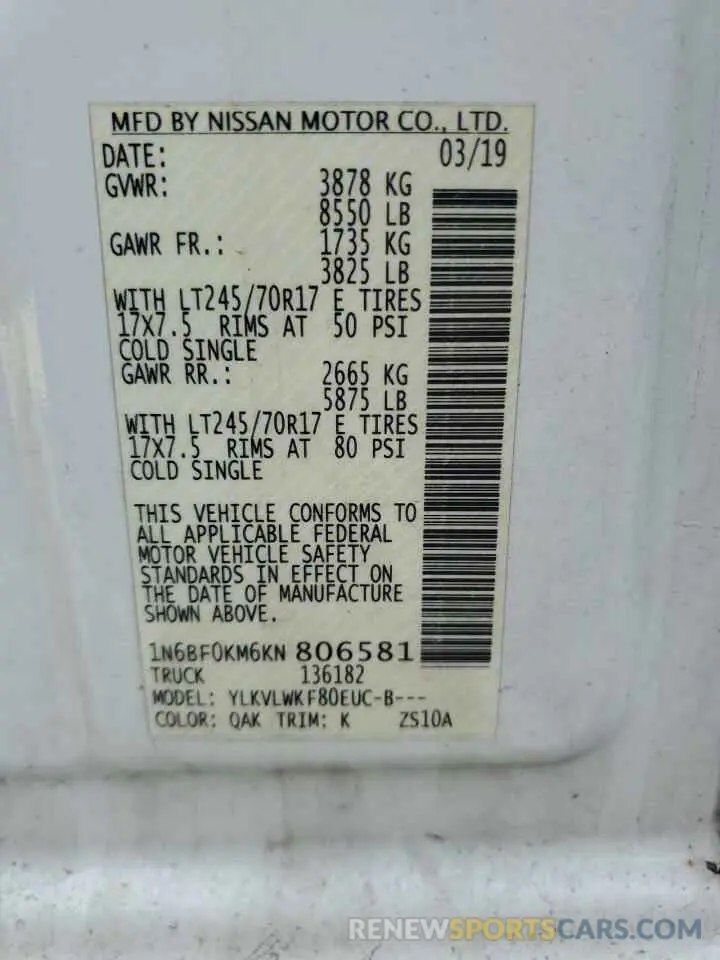 MFD BY NISSAN MOTOR CO., LTD.
DATE: 03/19
GVWR: 3878 KG
8550 LB
GAWR FR.: 1735 KG
3825 LB
WITH LT245/70R17 E TIRES
17X7.5 RIMS AT 50 PSI
COLD SINGLE
GAWR RR.: 2665 KG
5875 LB
WITH LT245/70R17 E TIRES
17X7.5 RIMS AT 80 PSI
COLD SINGLE
THIS VEHICLE CONFORMS TO
ALL APPLICABLE FEDERAL
MOTOR VEHICLE SAFETY
STANDARDS IN EFFECT ON
THE DATE OF MANUFACTURE
SHOWN ABOVE.
1N6BF0KM6KN 806581
TRUCK 136182
MODEL: YLKVLWKF80EUC-B---
COLOR: QAK TRIM: K ZS10A
RENEWSPORTSCARS.COM